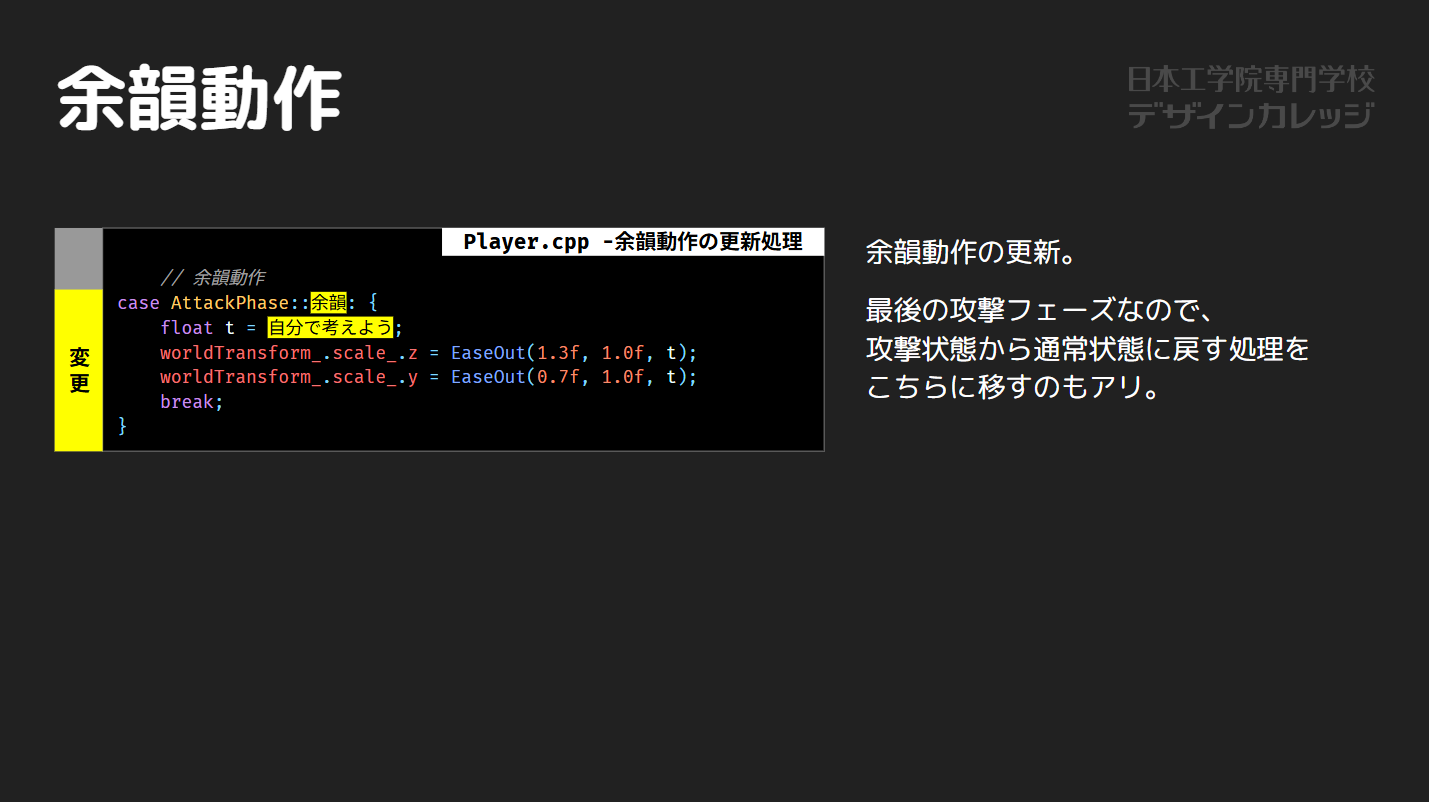 余韻動作
日本工学院専門学校
デザインカレッジ
Player.cpp -余韻動作の更新処理
変
更
// 余韻動作
case AttackPhase::余韻: {
float t = 自分で考えよう;
worldTransform_.scale_.z = EaseOut(1.3f, 1.0f, t);
worldTransform_.scale_.y = EaseOut(0.7f, 1.0f, t);
break;
}
余韻動作の更新。
最後の攻撃フェーズなので、
攻撃状態から通常状態に戻す処理を
こちらに移すのもアリ。